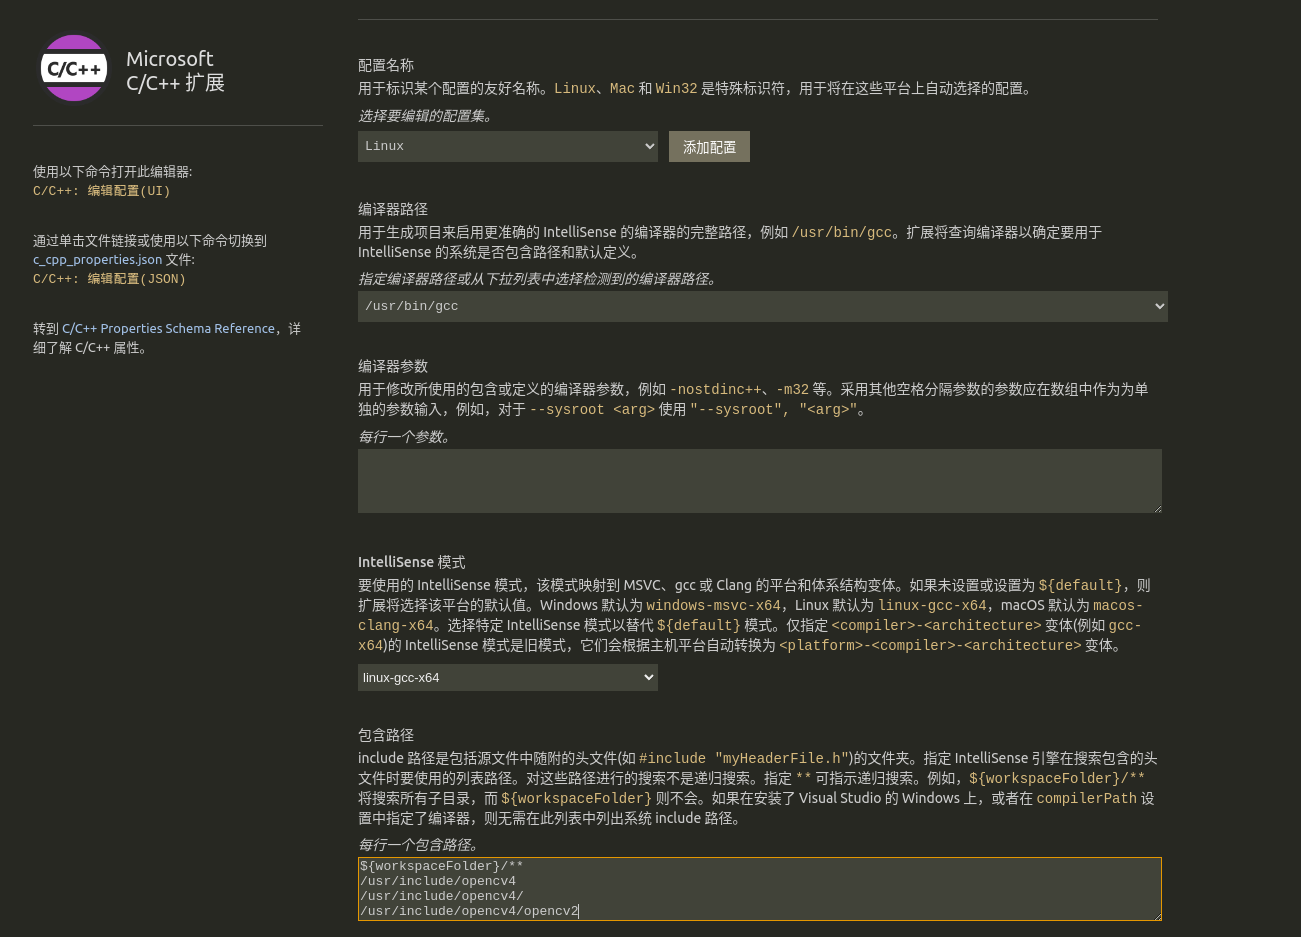 C/C++
Microsoft
C/C++ 扩展
使用以下命令打开此编辑器:
C/C++: 编辑配置(UI)
通过单击文件链接或使用以下命令切换到
c_cpp_properties.json 文件:
C/C++: 编辑配置(JSON)
转到 C/C++ Properties Schema Reference，详
细了解 C/C++ 属性。
配置名称
用于标识某个配置的友好名称。Linux、Mac 和 Win32 是特殊标识符，用于将在这些平台上自动选择的配置。
选择要编辑的配置集。
Linux
添加配置
编译器路径
用于生成项目来启用更准确的 IntelliSense 的编译器的完整路径，例如 /usr/bin/gcc。扩展将查询编译器以确定要用于
IntelliSense 的系统是否包含路径和默认定义。
指定编译器路径或从下拉列表中选择检测到的编译器路径。
/usr/bin/gcc
编译器参数
用于修改所使用的包含或定义的编译器参数，例如 -nostdinc++、-m32 等。采用其他空格分隔参数的参数应在数组中作为为单
独的参数输入，例如，对于 --sysroot <arg> 使用 "--sysroot", "<arg>"。
每行一个参数。
IntelliSense 模式
要使用的 IntelliSense 模式，该模式映射到 MSVC、gcc 或 Clang 的平台和体系结构变体。如果未设置或设置为 ${default}，则
扩展将选择该平台的默认值。Windows 默认为 windows-msvc-x64，Linux 默认为 linux-gcc-x64，macOS 默认为 macos-
clang-x64。选择特定 IntelliSense 模式以替代 ${default} 模式。仅指定 <compiler>-<architecture> 变体(例如 gcc-
x64)的 IntelliSense 模式是旧模式，它们会根据主机平台自动转换为 <platform>-<compiler>-<architecture> 变体。
linux-gcc-x64
包含路径
include 路径是包括源文件中随附的头文件(如 #include "myHeaderFile.h")的文件夹。指定 IntelliSense 引擎在搜索包含的头
文件时要使用的列表路径。对这些路径进行的搜索不是递归搜索。指定 ** 可指示递归搜索。例如，${workspaceFolder}/**
将搜索所有子目录，而 ${workspaceFolder} 则不会。如果在安装了 Visual Studio 的 Windows 上，或者在 compilerPath 设
置中指定了编译器，则无需在此列表中列出系统 include 路径。
每行一个包含路径。
${workspaceFolder}/**
/usr/include/opencv4
/usr/include/opencv4/
/usr/include/opencv4/opencv2